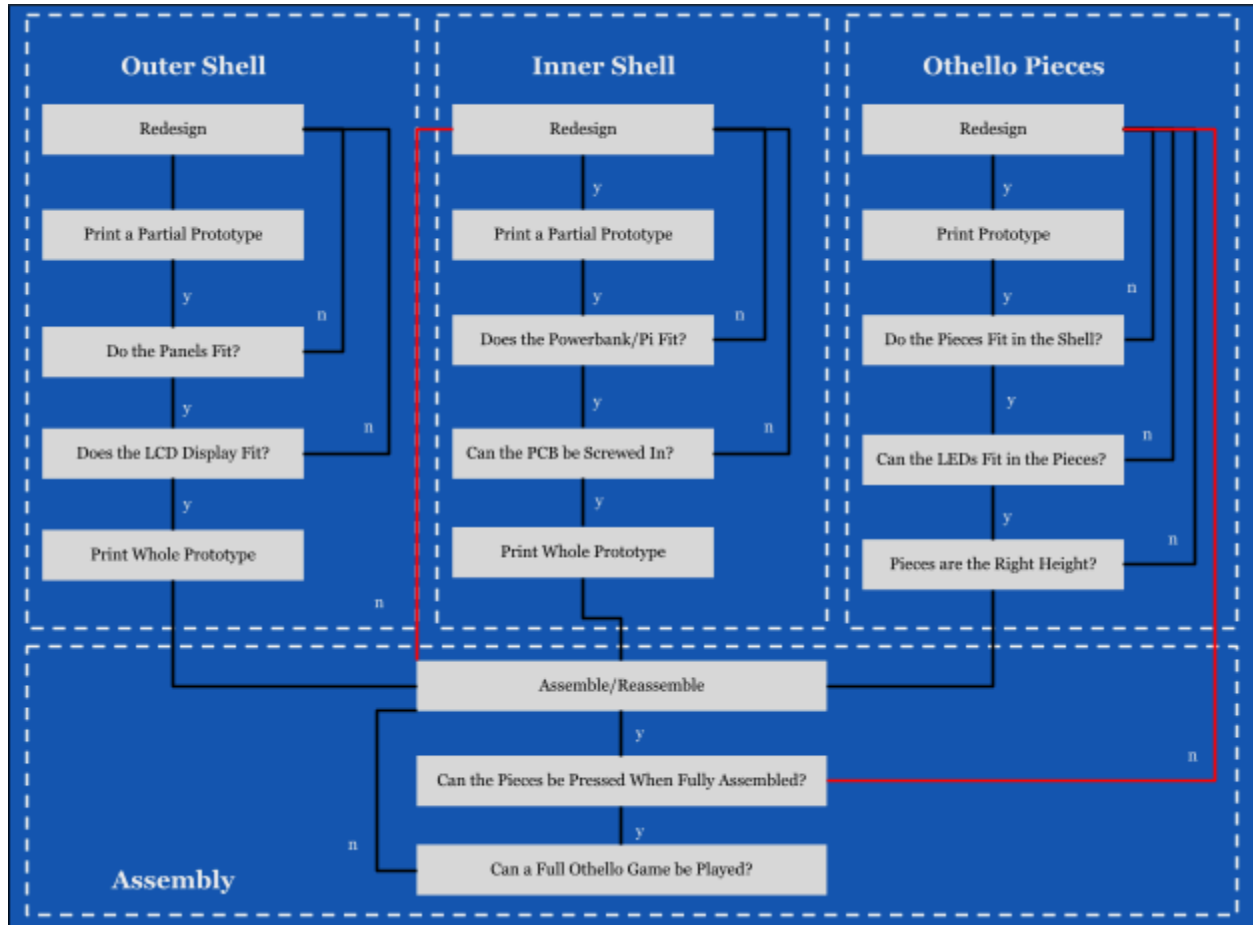 Outer Shell
Redesign
Print a Partial Prototype
y
n
Do the Panels Fit?
y
n
Does the LCD Display Fit?
y
Print Whole Prototype
n
Inner Shell
Redesign
y
Print a Partial Prototype
y
n
Does the Powerbank/Pi Fit?
y
n
Can the PCB be Screwed In?
y
Print Whole Prototype
Othello Pieces
Redesign
y
Print Prototype
n
y
Do the Pieces Fit in the Shell?
y
n
Can the LEDs Fit in the Pieces?
y
n
Pieces are the Right Height?
Assemble/Reassemble
y
n
Can the Pieces be Pressed When Fully Assembled?
y
n
Can a Full Othello Game be Played?
Assembly